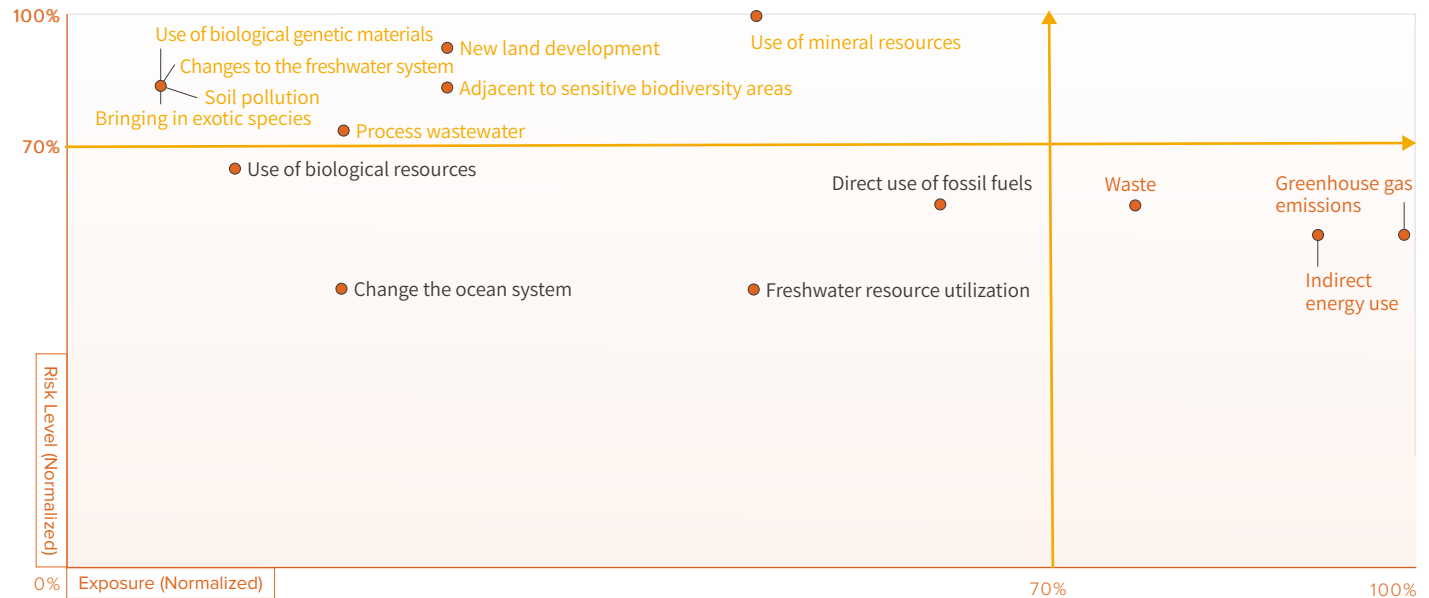 100%
Use of biological genetic materials
Use of mineral resources
New land development
Changes to the freshwater system
Adjacent to sensitive biodiversity areas
Soil pollution
Bringing in exotic species
Process wastewater
70%
Use of biological resources
Direct use of fossil fuels
Waste
Greenhouse gas
emissions
Indirect
energy use
Change the ocean system
Freshwater resource utilization
Risk Level (Normalized)
0%
Exposure (Normalized)
70%
100%